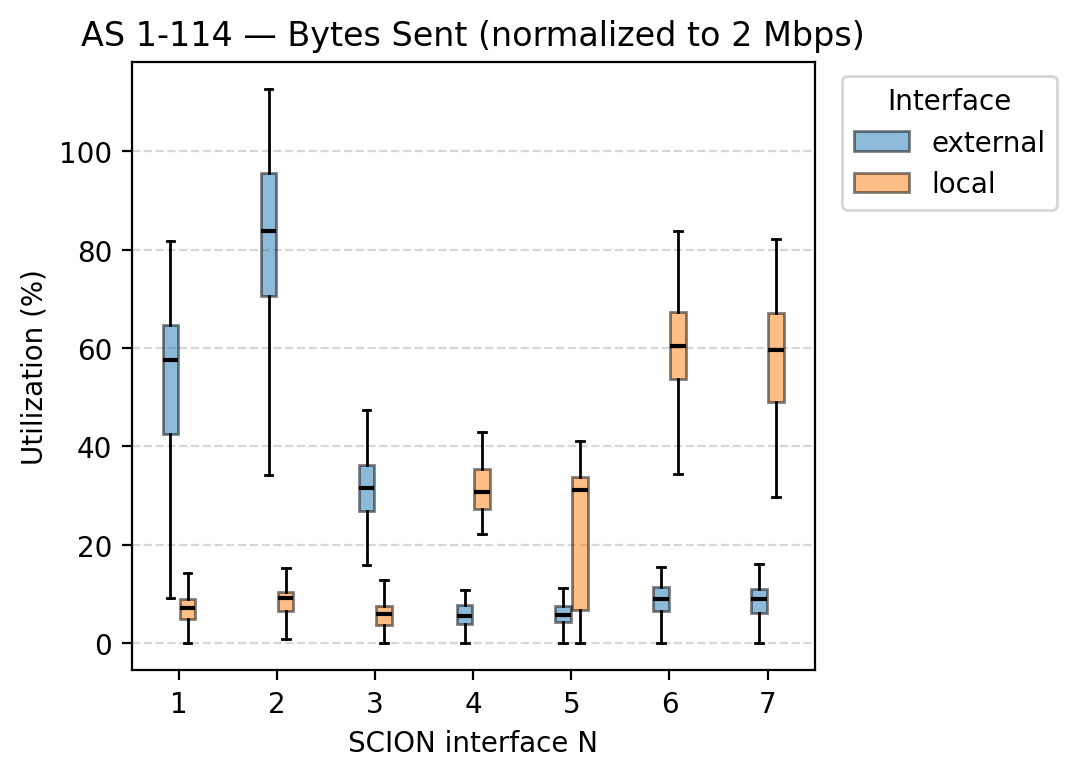 AS 1-114 — Bytes Sent (normalized to 2 Mbps)
Interface
external
local
Utilization (%)
100
80
60
40
20
0
1 2 3 4 5 6 7
SCION interface N